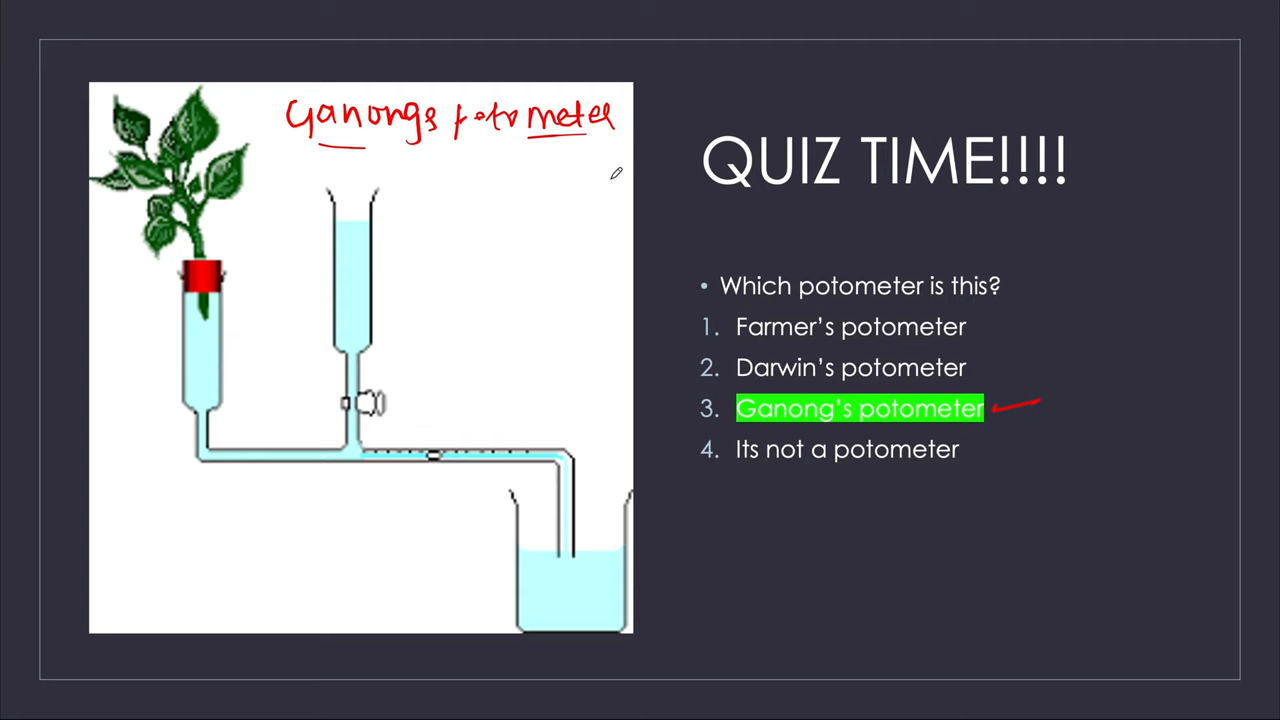 Ganongs potometer
QUIZ TIME!!!!
• Which potometer is this?
1. Farmer's potometer
2. Darwin's potometer
3. Ganong's potometer
4. Its not a potometer